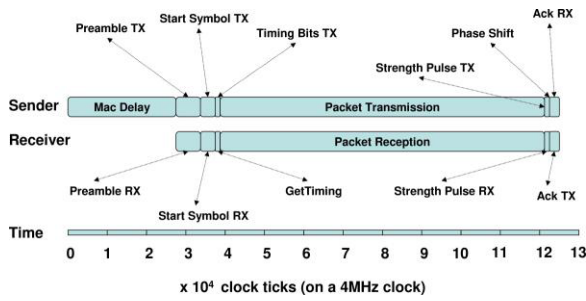 Ack RX
Start Symbol TX
Preamble TX
Timing Bits TX
Phase Shift
Strength Pulse TX
Sender
Mac Delay
Packet Transmission
Receiver
Packet Reception
Preamble RX
GetTiming
Strength Pulse RX
Ack TX
Start Symbol RX
Time
0 1 2 3 4 5 6 7 8 9 10 11 12 13
x 10⁴ clock ticks (on a 4MHz clock)